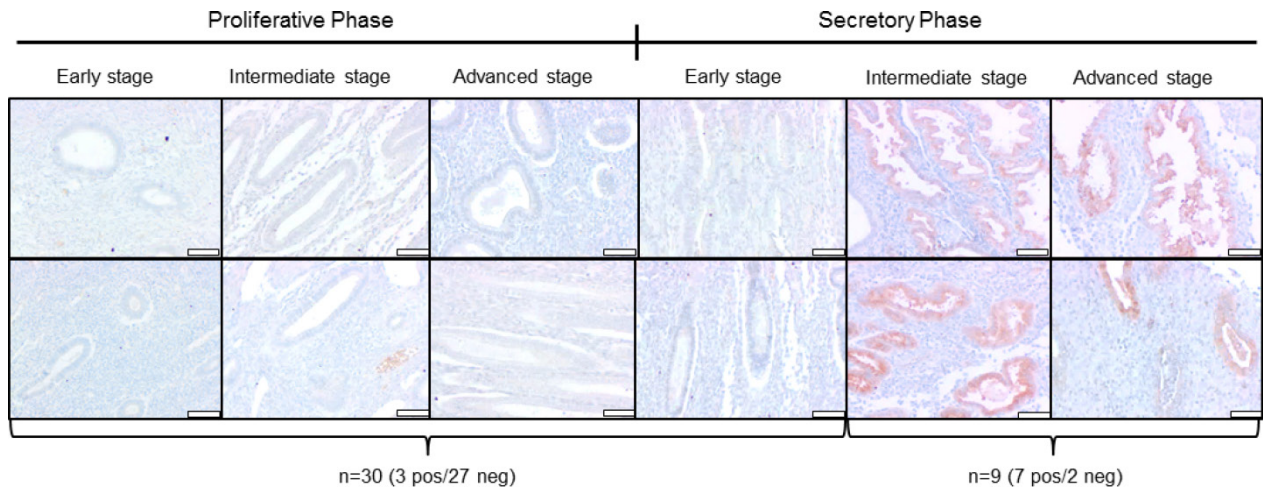 Proliferative Phase
Secretory Phase
Early stage
Intermediate stage
Advanced stage
Early stage
Intermediate stage
Advanced stage
n=30 (3 pos/27 neg)
n=9 (7 pos/2 neg)